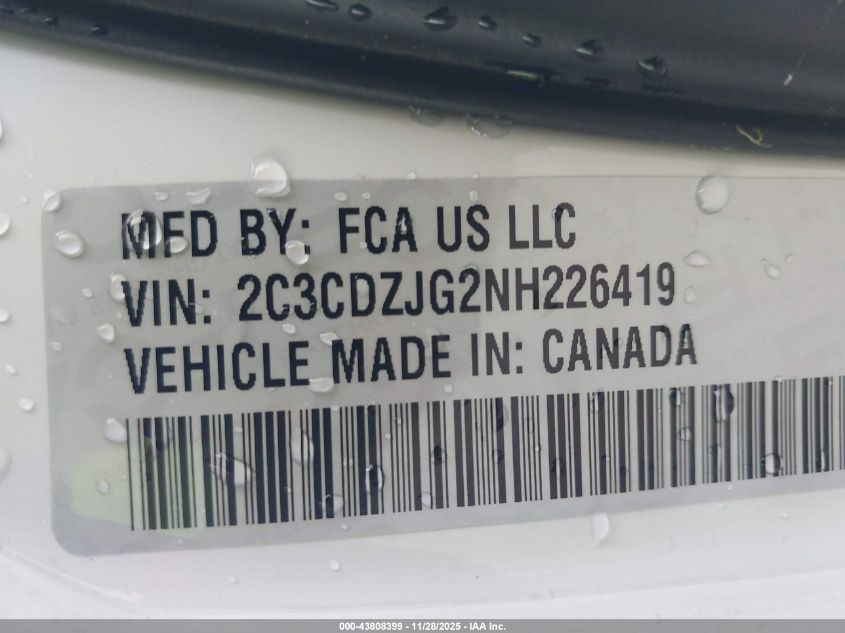 MFD BY: FCA US LLC
VIN: 2C3CDZJG2NH226419
VEHICLE MADE IN: CANADA
000-43808399 - 11/28/2025 - IAA Inc.